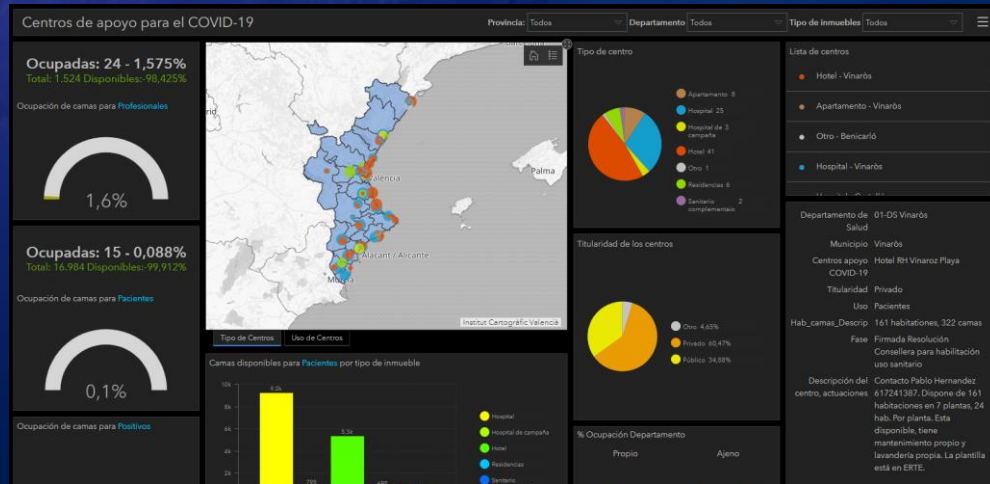 Centros de apoyo para el COVID-19
Provincia: Todos
Departamento Todos
Tipo de inmuebles Todos
Ocupadas: 24 - 1,575%
Total: 1.524 Disponibles:-98,425%
Ocupación de camas para Profesionales
1,6%
Ocupadas: 15 - 0,088%
Total: 16.984 Disponibles:-99,912%
Ocupación de camas para Pacientes
0,1%
Ocupación de camas para Positivos
Valencia
Palma
Alacant / Alicante
Institut Cartogràfic Valencià
Tipo de Centros
Uso de Centros
Camas disponibles para Pacientes por tipo de inmueble
10k
8k
6k
4k
2k
9.2k
795
5.3k
Hospital
Hospital de campaña
Hotel
Residencias
Sanitario
Tipo de centro
Apartamento 8
Hospital 25
Hospital de 3
campaña
Hotel 41
Otro 1
Residencias 6
Sanitario 2
complementaio
Titularidad de los centros
Otro 4,65%
Privado 60,47%
Público 34,88%
% Ocupación Departamento
Propio
Ajeno
Lista de centros
Hotel - Vinaròs
Apartamento - Vinaròs
Otro - Benicarló
Hospital - Vinaròs
Departamento de 01-DS Vinaròs
Salud
Municipio Vinaròs
Centros apoyo Hotel RH Vinaroz Playa
COVID-19
Titularidad Privado
Uso Pacientes
Hab_camas_Descrip 161 habitationes, 322 camas
Fase Firmada Resolución
Consellera para habilitación
uso sanitario
Descripción del Contacto Pablo Hernandez
centro, actuaciones 617241387. Dispone de 161
habitaciones en 7 plantas, 24
hab. Por planta. Esta
disponible, tiene
mantenimiento propio y
lavandería propia. La plantilla
está en ERTE.